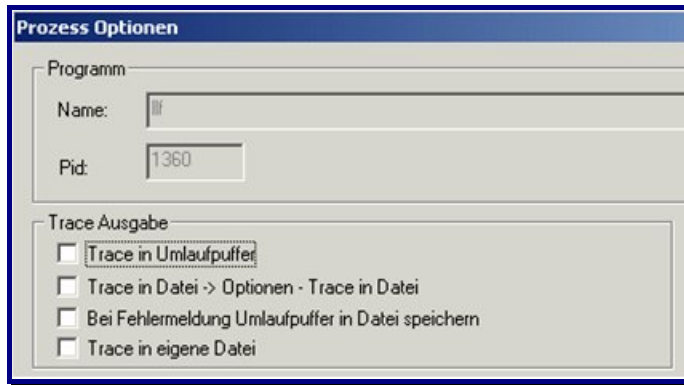 Prozess Optionen
Programm
Name:
Pid: 1360
Trace Ausgabe
Trace in Umlaufpuffer
Trace in Datei -> Optionen - Trace in Datei
Bei Fehlermeldung Umlaufpuffer in Datei speichern
Trace in eigene Datei